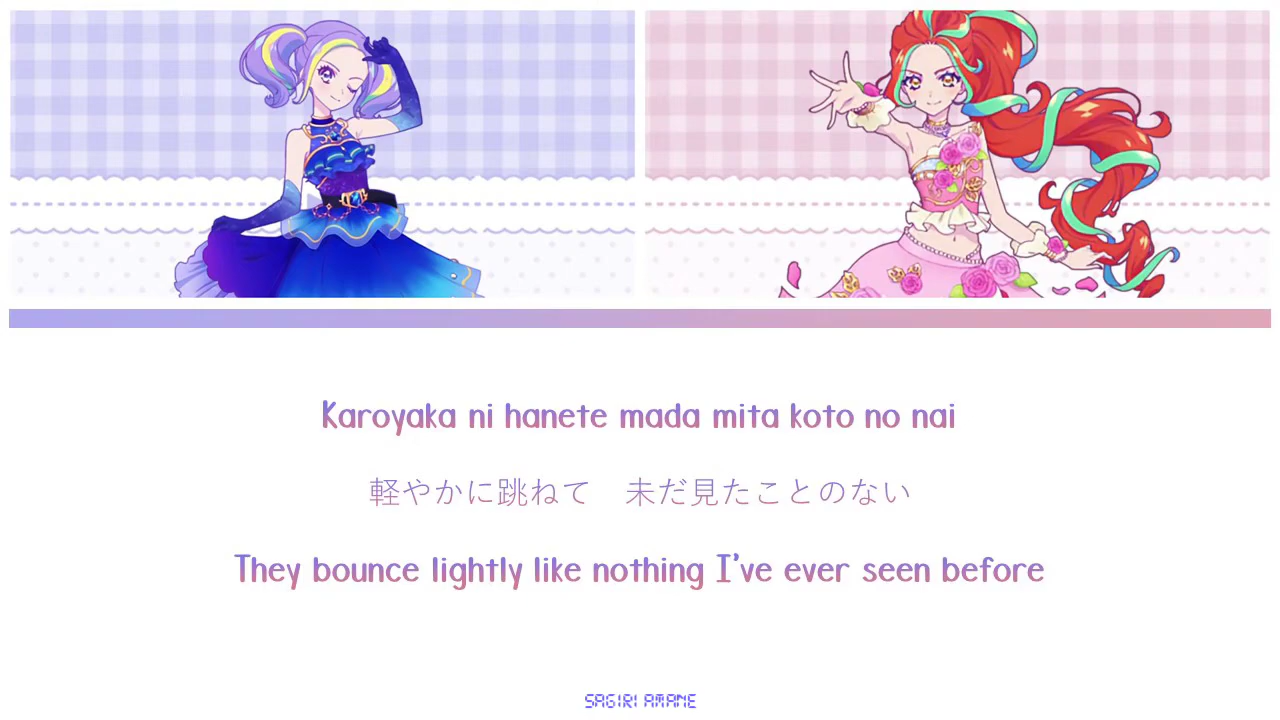 Karoyaka ni hanete mada mita koto no nai
軽やかに跳ねて　未だ見たことのない
They bounce lightly like nothing I've ever seen before
SAGIRI AMANE